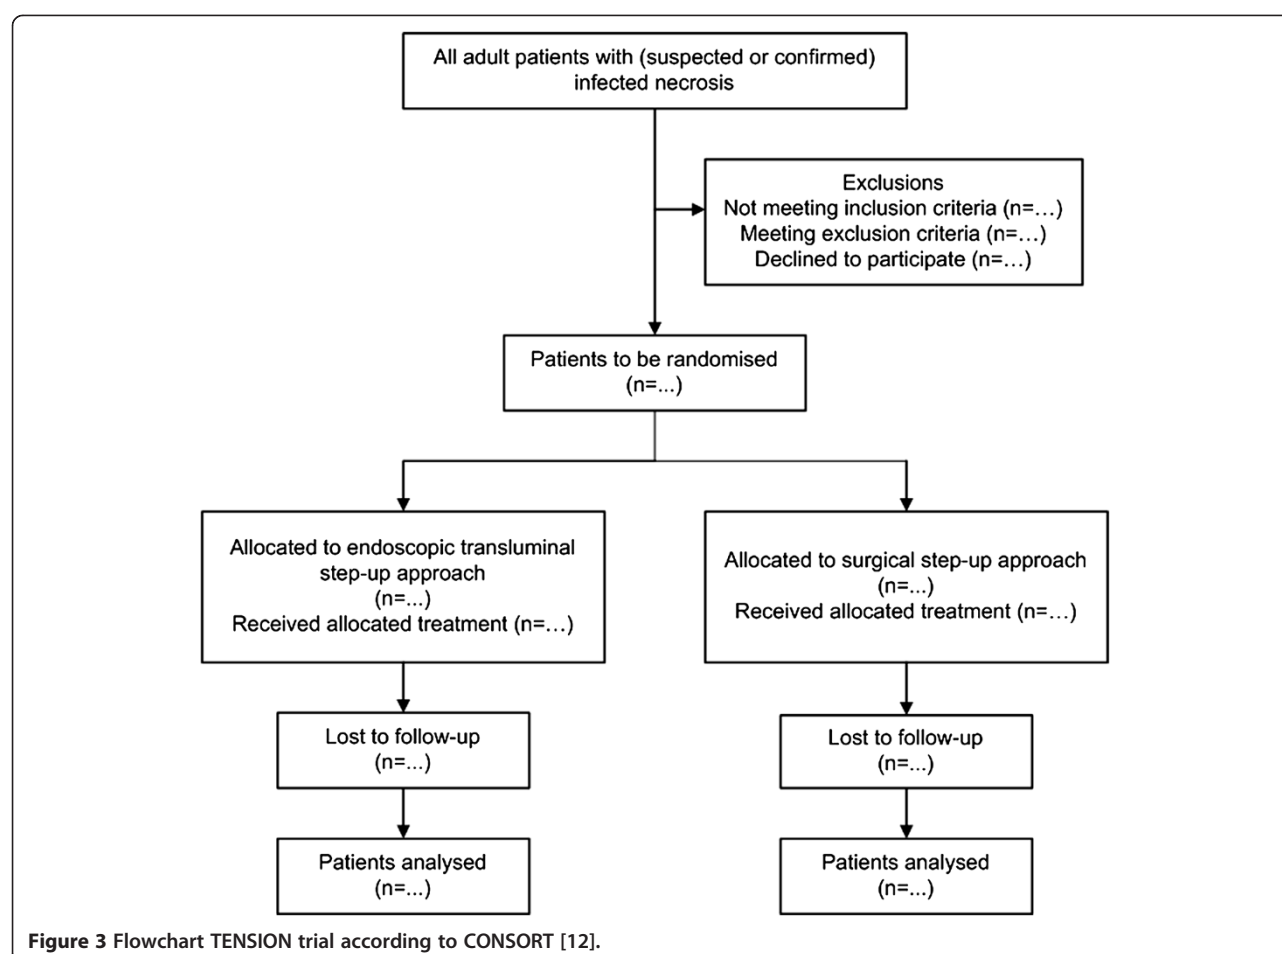 All adult patients with (suspected or confirmed)
infected necrosis
Exclusions
Not meeting inclusion criteria (n=…)
Meeting exclusion criteria (n=…)
Declined to participate (n=…)
Patients to be randomised
(n=...)
Allocated to endoscopic transluminal
step-up approach
(n=...)
Received allocated treatment (n=…)
Allocated to surgical step-up approach
(n=...)
Received allocated treatment (n=…)
Lost to follow-up
(n=...)
Lost to follow-up
(n=...)
Patients analysed
(n=...)
Patients analysed
(n=...)
Figure 3 Flowchart TENSION trial according to CONSORT [12].